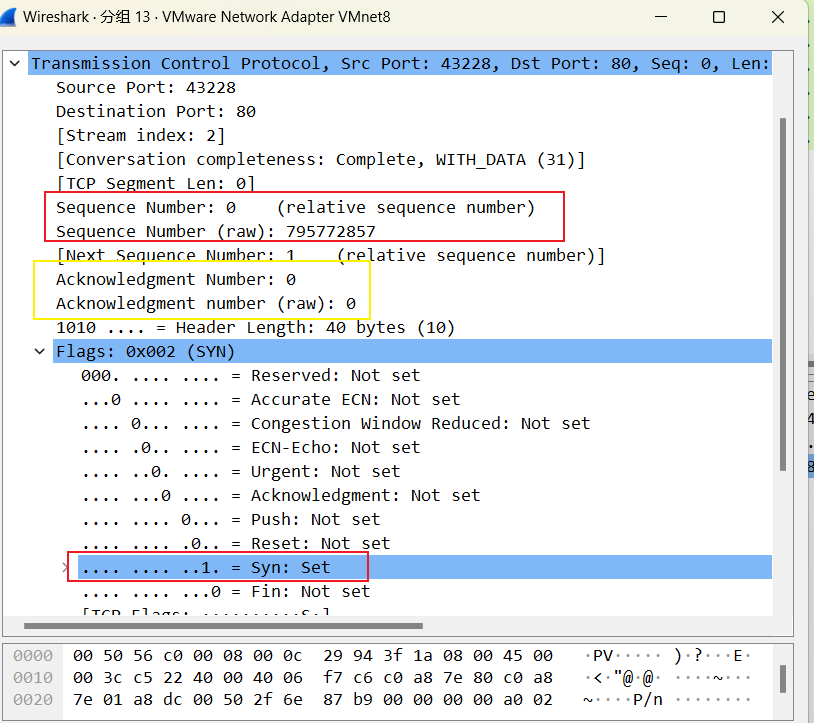 Wireshark · 分组 13 · VMware Network Adapter VMnet8
Transmission Control Protocol, Src Port: 43228, Dst Port: 80, Seq: 0, Len:
Source Port: 43228
Destination Port: 80
[Stream index: 2]
[Conversation completeness: Complete, WITH_DATA (31)]
[TCP Segment Len: 0]
Sequence Number: 0    (relative sequence number)
Sequence Number (raw): 795772857
[Next Sequence Number: 1    (relative sequence number)]
Acknowledgment Number: 0
Acknowledgment number (raw): 0
1010 .... = Header Length: 40 bytes (10)
Flags: 0x002 (SYN)
000. .... .... = Reserved: Not set
...0 .... .... = Accurate ECN: Not set
.... 0... .... = Congestion Window Reduced: Not set
.... .0.. .... = ECN-Echo: Not set
.... ..0. .... = Urgent: Not set
.... ...0 .... = Acknowledgment: Not set
.... .... 0... = Push: Not set
.... .... .0.. = Reset: Not set
.... .... ..1. = Syn: Set
.... .... ...0 = Fin: Not set
[TCP Flags: ··········S·]
0000 00 50 56 c0 00 08 00 0c 29 94 3f 1a 08 00 45 00 ·PV·····)·?···E·
0010 00 3c c5 22 40 00 40 06 f7 c6 c0 a8 7e 80 c0 a8 ·<·"@·@·····~···
0020 7e 01 a8 dc 00 50 2f 6e 87 b9 00 00 00 00 a0 02 ~····P/n········